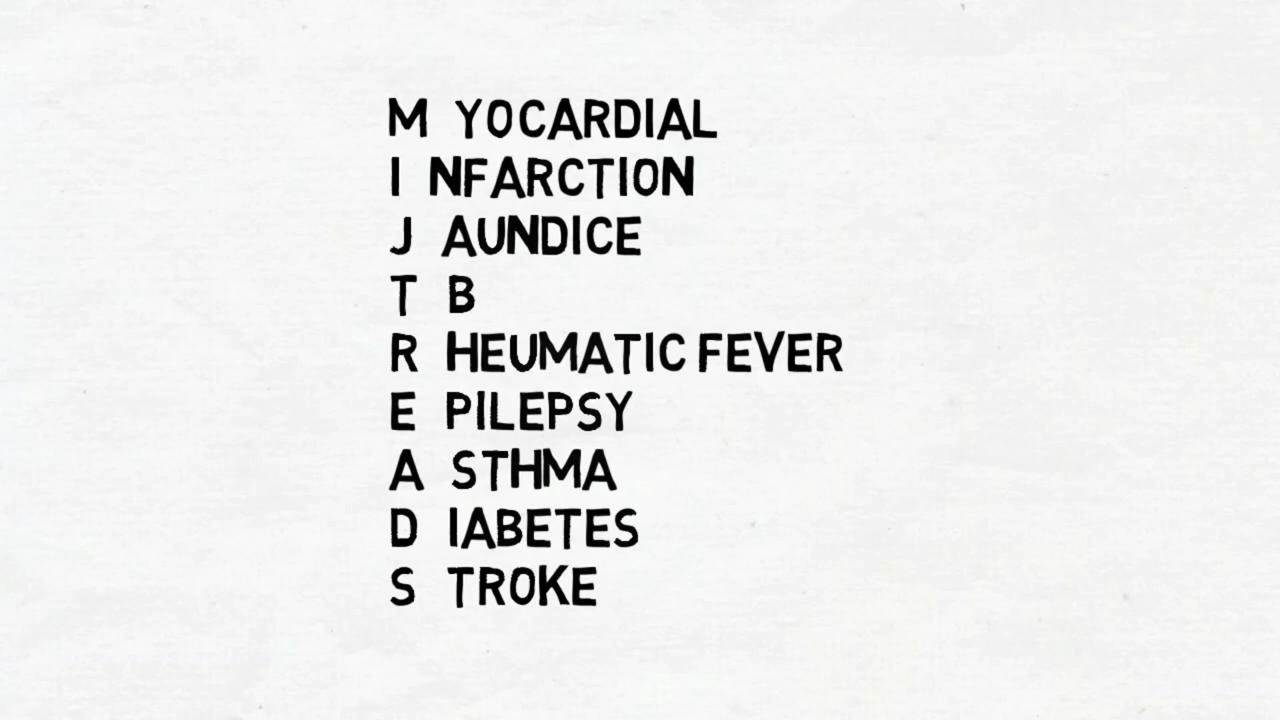 M YOCARDIAL
I NFARCTION
J AUNDICE
T B
R HEUMATIC FEVER
E PILEPSY
A STHMA
D IABETES
S TROKE